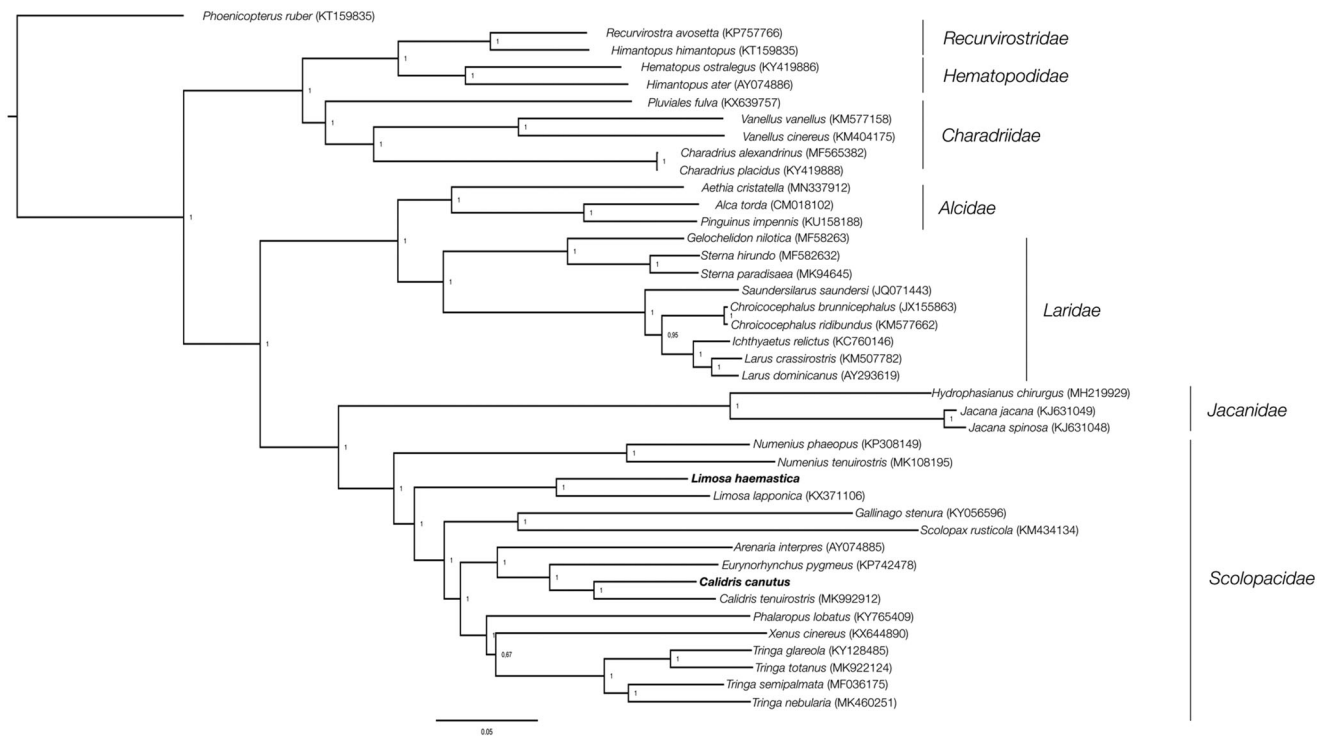 Phoenicopterus ruber (KT159835)
1
Recurvirostra avosetta (KP757766)
1
Himantopus himantopus (KT159835)
Recurvirostridae
1
Hematopus ostralegus (KY419886)
1
Himantopus ater (AY074886)
Hematopodidae
1
Pluviales fulva (KX639757)
1
Vanellus vanellus (KM577158)
1
Vanellus cinereus (KM404175)
Charadriidae
1
Charadrius alexandrinus (MF565382)
1
Charadrius placidus (KY419888)
1
Aethia cristatella (MN337912)
1
Alca torda (CM018102)
1
Pinguinus impennis (KU158188)
Alcidae
1
Gelochelidon nilotica (MF58263)
1
Sterna hirundo (MF582632)
1
Sterna paradisaea (MK94645)
1
Saundersilarus saundersi (JQ071443)
1
Chroicocephalus brunnicephalus (JX155863)
1
Chroicocephalus ridibundus (KM577662)
Laridae
0,95
Ichthyaetus relictus (KC760146)
1
Larus crassirostris (KM507782)
1
Larus dominicanus (AY293619)
1
Hydrophasianus chirurgus (MH219929)
1
Jacana jacana (KJ631049)
1
Jacana spinosa (KJ631048)
Jacanidae
1
Numenius phaeopus (KP308149)
1
Numenius tenuirostris (MK108195)
1
Limosa haemastica
1
Limosa lapponica (KX371106)
1
Gallinago stenura (KY056596)
1
Scolopax rusticola (KM434134)
1
Arenaria interpres (AY074885)
1
Eurynorhynchus pygmeus (KP742478)
1
Calidris canutus
1
Calidris tenuirostris (MK992912)
Scolopacidae
1
Phalaropus lobatus (KY765409)
1
Xenus cinereus (KX644890)
0,67
Tringa glareola (KY128485)
1
Tringa totanus (MK922124)
1
Tringa semipalmata (MF036175)
1
Tringa nebularia (MK460251)
0.05